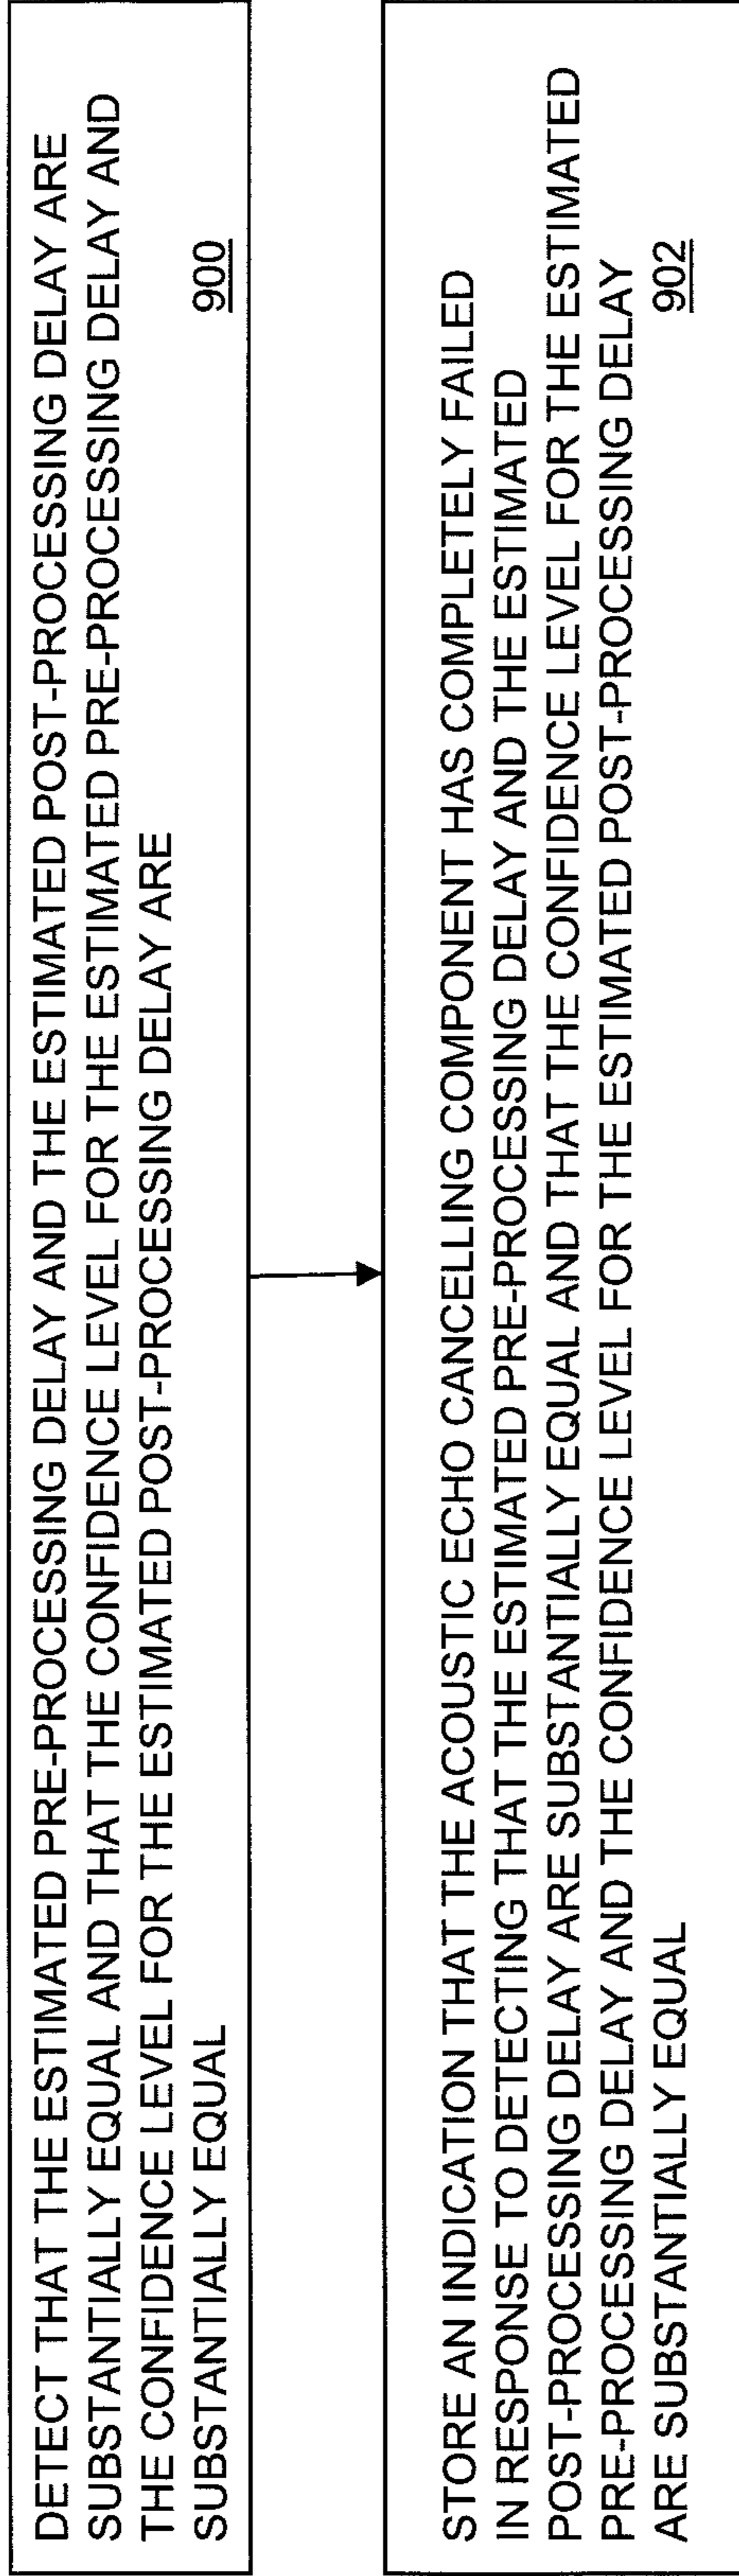 DETECT THAT THE ESTIMATED PRE-PROCESSING DELAY AND THE ESTIMATED POST-PROCESSING DELAY ARE
SUBSTANTIALLY EQUAL AND THAT THE CONFIDENCE LEVEL FOR THE ESTIMATED PRE-PROCESSING DELAY AND
THE CONFIDENCE LEVEL FOR THE ESTIMATED POST-PROCESSING DELAY ARE
SUBSTANTIALLY EQUAL
900
STORE AN INDICATION THAT THE ACOUSTIC ECHO CANCELLING COMPONENT HAS COMPLETELY FAILED
IN RESPONSE TO DETECTING THAT THE ESTIMATED PRE-PROCESSING DELAY AND THE ESTIMATED
POST-PROCESSING DELAY ARE SUBSTANTIALLY EQUAL AND THAT THE CONFIDENCE LEVEL FOR THE ESTIMATED
PRE-PROCESSING DELAY AND THE CONFIDENCE LEVEL FOR THE ESTIMATED POST-PROCESSING DELAY
ARE SUBSTANTIALLY EQUAL
902